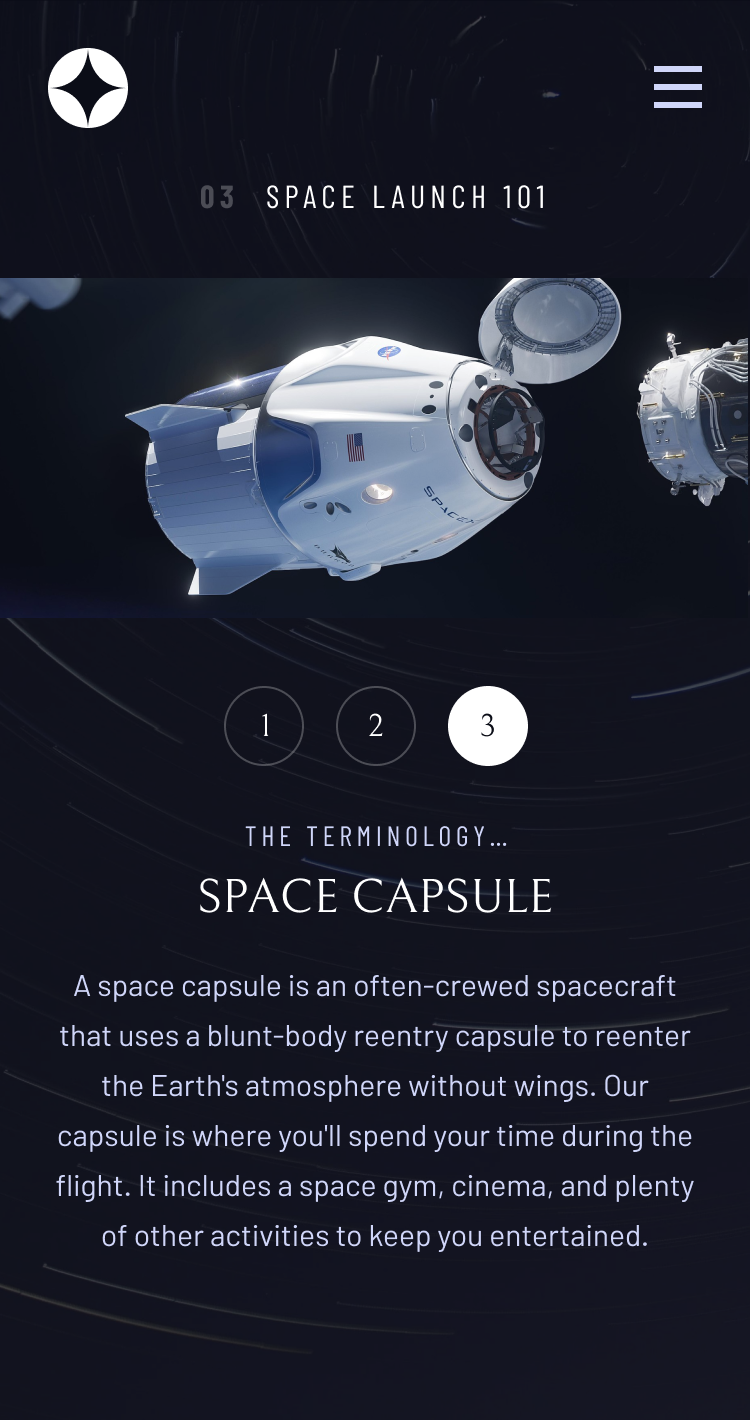 03 SPACE LAUNCH 101
SPACEX
1 2 3
THE TERMINOLOGY...
SPACE CAPSULE
A space capsule is an often-crewed spacecraft
that uses a blunt-body reentry capsule to reenter
the Earth's atmosphere without wings. Our
capsule is where you'll spend your time during the
flight. It includes a space gym, cinema, and plenty
of other activities to keep you entertained.